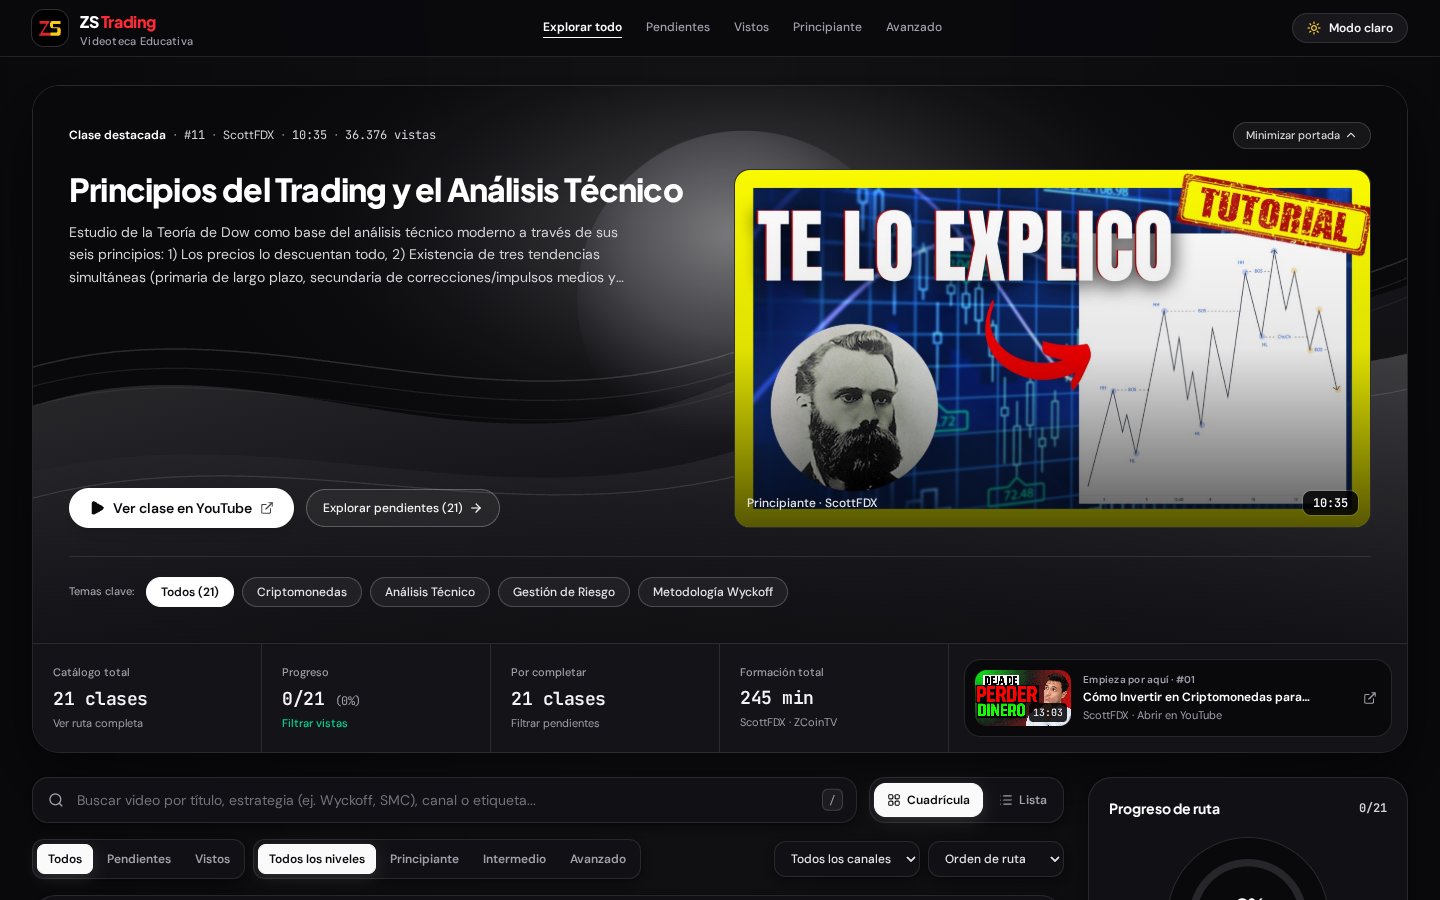 ZS
ZS Trading
Videoteca Educativa
Explorar todo
Pendientes
Vistos
Principiante
Avanzado
Modo claro
Clase destacada · #11 · ScottFDX · 10:35 · 36.376 vistas
Minimizar portada
Principios del Trading y el Análisis Técnico
Estudio de la Teoría de Dow como base del análisis técnico moderno a través de sus
seis principios: 1) Los precios lo descuentan todo, 2) Existencia de tres tendencias
simultáneas (primaria de largo plazo, secundaria de correcciones/impulsos medios y...
TUTORIAL
TE LO EXPLICO
72.48
Principiante · ScottFDX
10:35
Ver clase en YouTube
Explorar pendientes (21)
Temas clave:
Todos (21)
Criptomonedas
Análisis Técnico
Gestión de Riesgo
Metodología Wyckoff
Catálogo total
21 clases
Ver ruta completa
Progreso
0/21 (0%)
Filtrar vistas
Por completar
21 clases
Filtrar pendientes
Formación total
245 min
ScottFDX · ZCoinTV
DEJA DE
PERDER
DINERO
13:03
Empieza por aquí · #01
Cómo Invertir en Criptomonedas para...
ScottFDX · Abrir en YouTube
Buscar video por título, estrategia (ej. Wyckoff, SMC), canal o etiqueta...
/
Cuadrícula
Lista
Todos
Pendientes
Vistos
Todos los niveles
Principiante
Intermedio
Avanzado
Todos los canales
Orden de ruta
Progreso de ruta
0/21